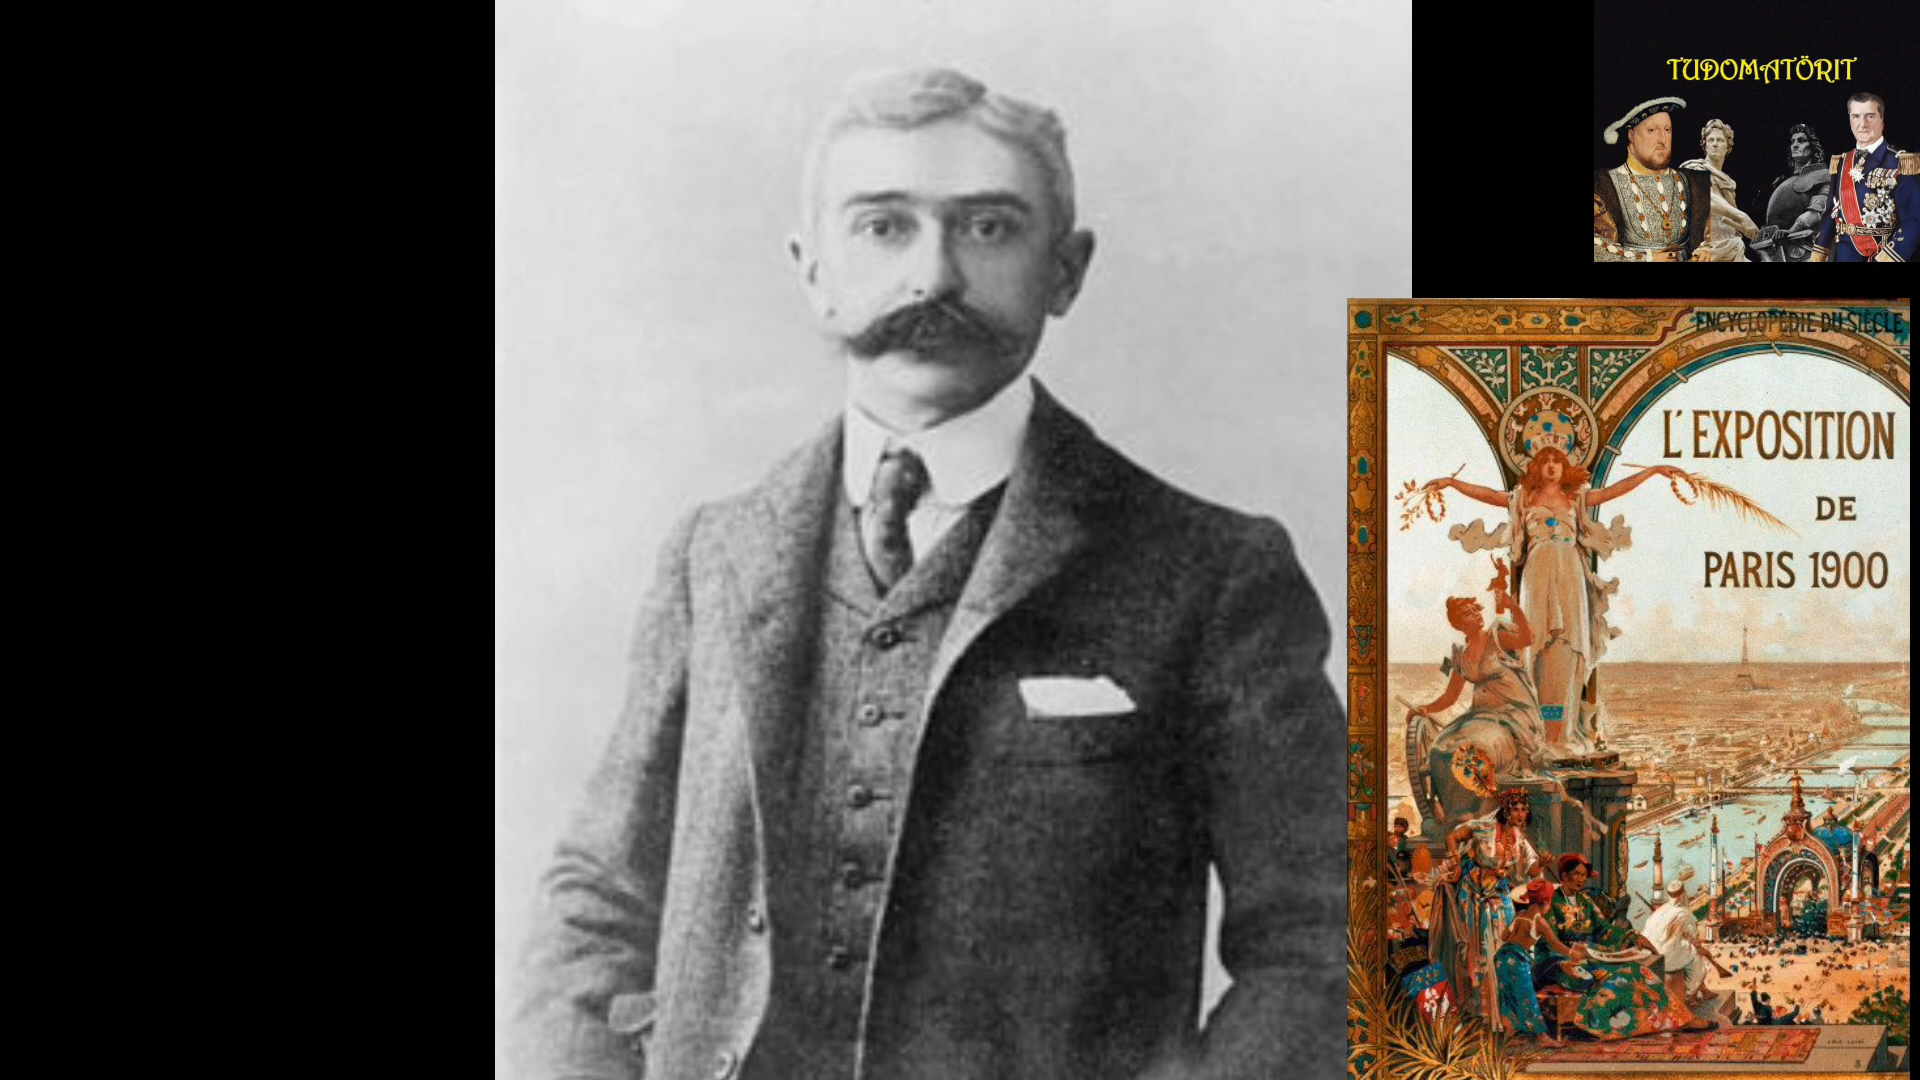 TUDOMATÖRIT
ENCYCLOPÉDIE DU SIÈCLE
L'EXPOSITION
DE
PARIS 1900